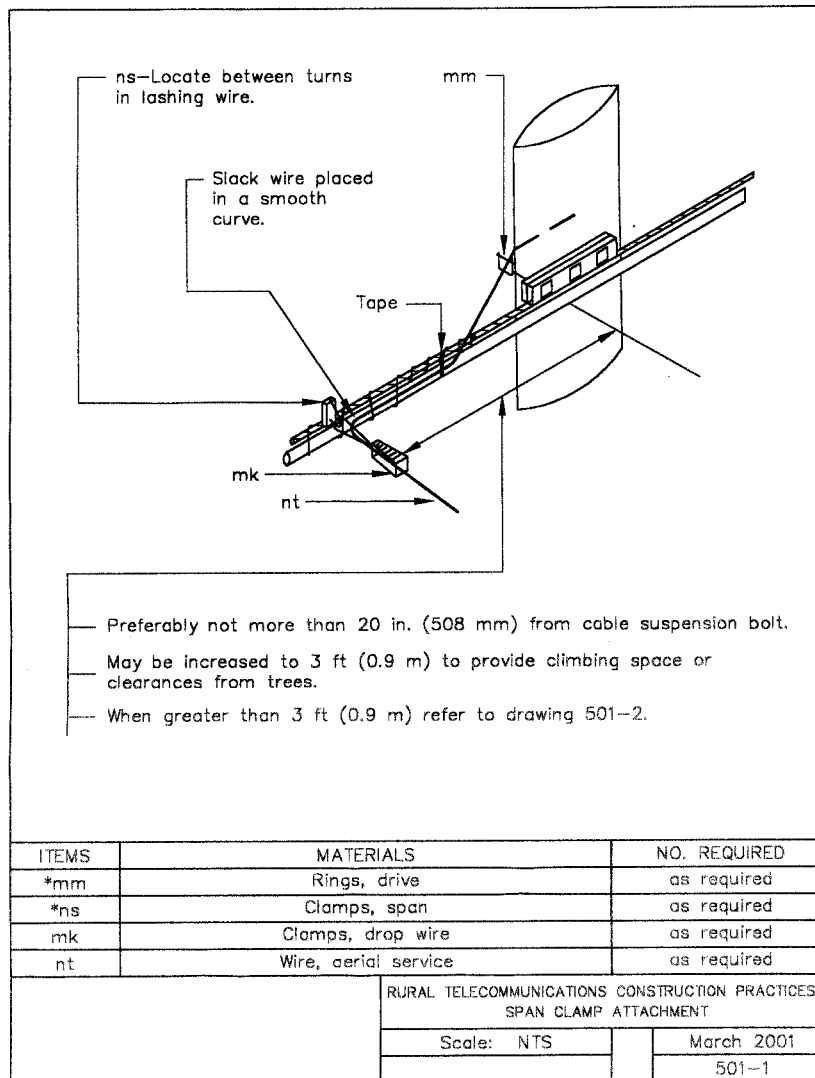 ns-Locate between turns
in lashing wire.
mm
Slack wire placed
in a smooth
curve.
Tape
mk
nt
Preferably not more than 20 in. (508 mm) from cable suspension bolt.
May be increased to 3 ft (0.9 m) to provide climbing space or
clearances from trees.
When greater than 3 ft (0.9 m) refer to drawing 501-2.
ITEMS MATERIALS NO. REQUIRED
*mm Rings, drive as required
*ns Clamps, span as required
mk Clamps, drop wire as required
nt Wire, aerial service as required
RURAL TELECOMMUNICATIONS CONSTRUCTION PRACTICES
SPAN CLAMP ATTACHMENT
Scale: NTS March 2001
501-1